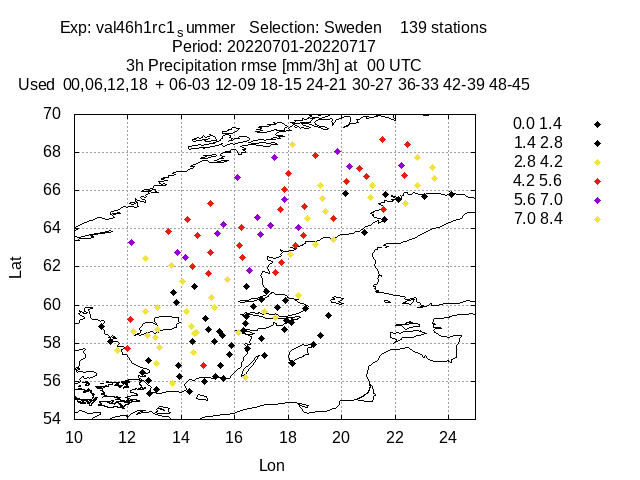 Exp: val46h1rc1summer Selection: Sweden 139 stations
Period: 20220701-20220717
3h Precipitation rmse [mm/3h] at 00 UTC
Used 00,06,12,18 + 06-03 12-09 18-15 24-21 30-27 36-33 42-39 48-45
70
68
66
64
62
60
58
56
54
Lat
10 12 14 16 18 20 22 24
Lon
0.0 1.4
1.4 2.8
2.8 4.2
4.2 5.6
5.6 7.0
7.0 8.4